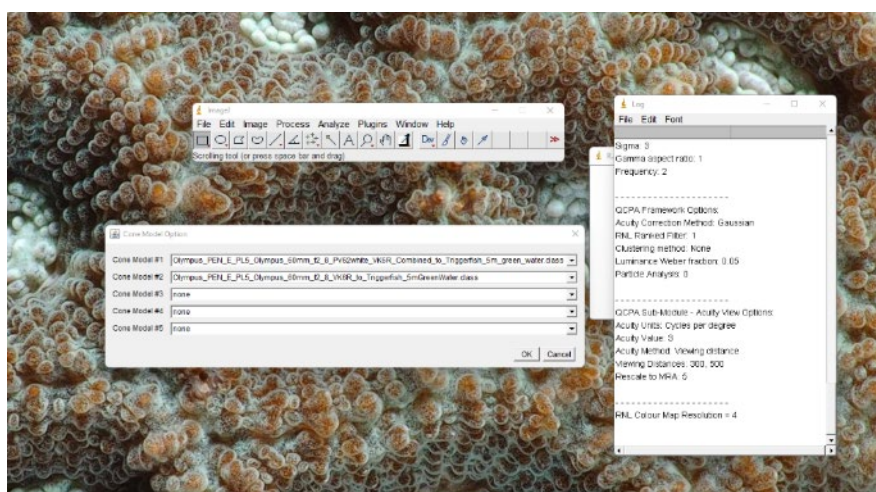 ImageJ
File Edit Image Process Analyze Plugins Window Help
Dev
Scrolling tool (or press space bar and drag)
Cone Model Option
Cone Model #1 Olympus_PEN_E_PL5_Olympus_60mm_f2_8_PV62white_VK6R_Combined_to_Triggerfish_5m_green_water.class
Cone Model #2 Olympus_PEN_E_PL5_Olympus_60mm_f2_8_VK6R_to_Triggerfish_5mGreenWater.class
Cone Model #3 none
Cone Model #4 none
Cone Model #5 none
OK Cancel
Log
File Edit Font
Sigma: 3
Gamma aspect ratio: 1
Frequency: 2
- - - - - - - - - - - - - - - - - - - -
QCPA Framework Options:
Acuity Correction Method: Gaussian
RNL Ranked Filter: 1
Clustering method: None
Luminance Weber fraction: 0.05
Particle Analysis: 0
- - - - - - - - - - - - - - - - - - - -
QCPA Sub-Module - Acuity View Options:
Acuity Units: Cycles per degree
Acuity Value: 3
Acuity Method: Viewing distance
Viewing Distances: 300, 500
Rescale to MRA: 5
- - - - - - - - - - - - - - - - - - - -
RNL Colour Map Resolution = 4